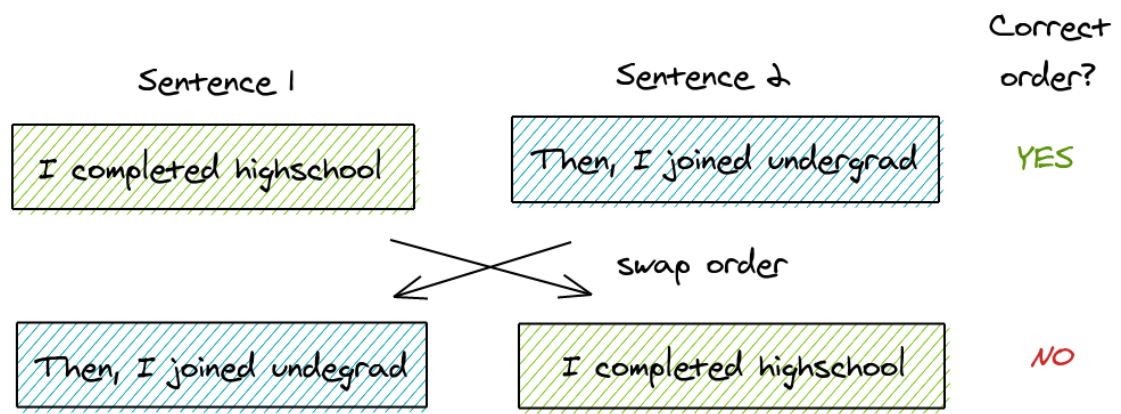 Correct
order?
Sentence 1
Sentence 2
I completed highschool
Then, I joined undergrad
YES
swap order
Then, I joined undegrad
I completed highschool
NO